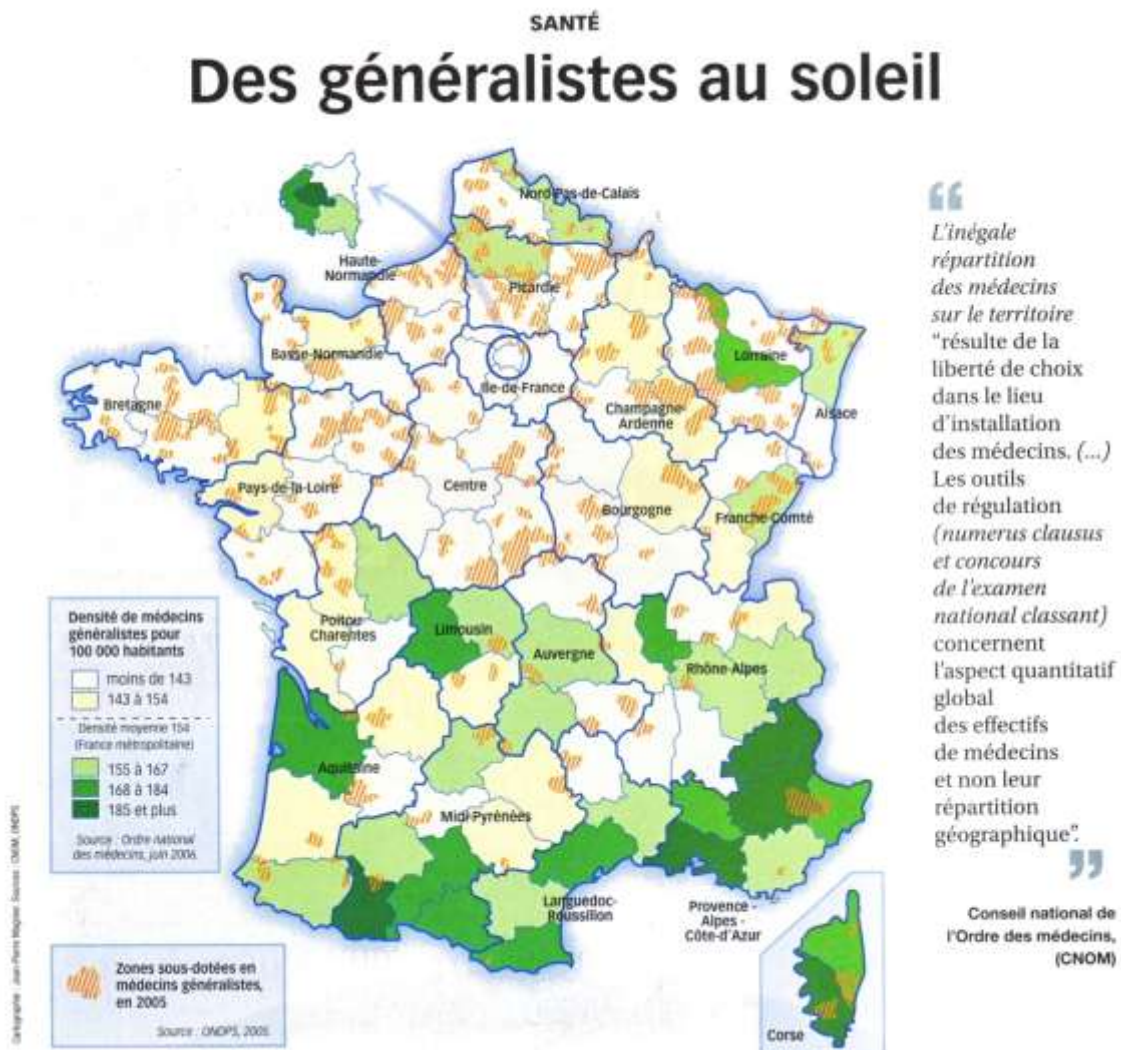 SANTÉ
Des généralistes au soleil
Nord-Pas-de-Calais
Haute-
Normandie
Picardie
Basse-Normandie
Ile-de-France
Lorraine
Bretagne
Champagne-
Ardenne
Alsace
Pays-de-la-Loire
Centre
Bourgogne
Franche-Comté
Poitou-
Charentes
Limousin
Auvergne
Rhône-Alpes
Aquitaine
Midi-Pyrénées
Languedoc-
Roussillon
Provence -
Alpes -
Côte-d'Azur
Corse
Densité de médecins
généralistes pour
100 000 habitants
moins de 143
143 à 154
Densité moyenne 154
(France métropolitaine)
155 à 167
168 à 184
185 et plus
Source : Ordre national
des médecins, juin 2006.
Zones sous-dotées en
médecins généralistes,
en 2005
Source : ONDPS, 2005.
Cartographie : Jean-Pierre Magnier. Sources : CNOM, ONDPS
“
L'inégale
répartition
des médecins
sur le territoire
“résulte de la
liberté de choix
dans le lieu
d'installation
des médecins. (...)
Les outils
de régulation
(numerus clausus
et concours
de l'examen
national classant)
concernent
l'aspect quantitatif
global
des effectifs
de médecins
et non leur
répartition
géographique”.
”
Conseil national de
l'Ordre des médecins,
(CNOM)